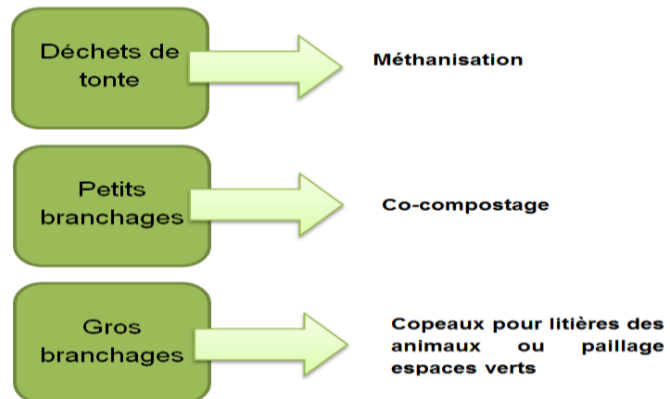 Déchets de
tonte
Méthanisation
Petits
branchages
Co-compostage
Gros
branchages
Copeaux pour litières des
animaux ou paillage
espaces verts